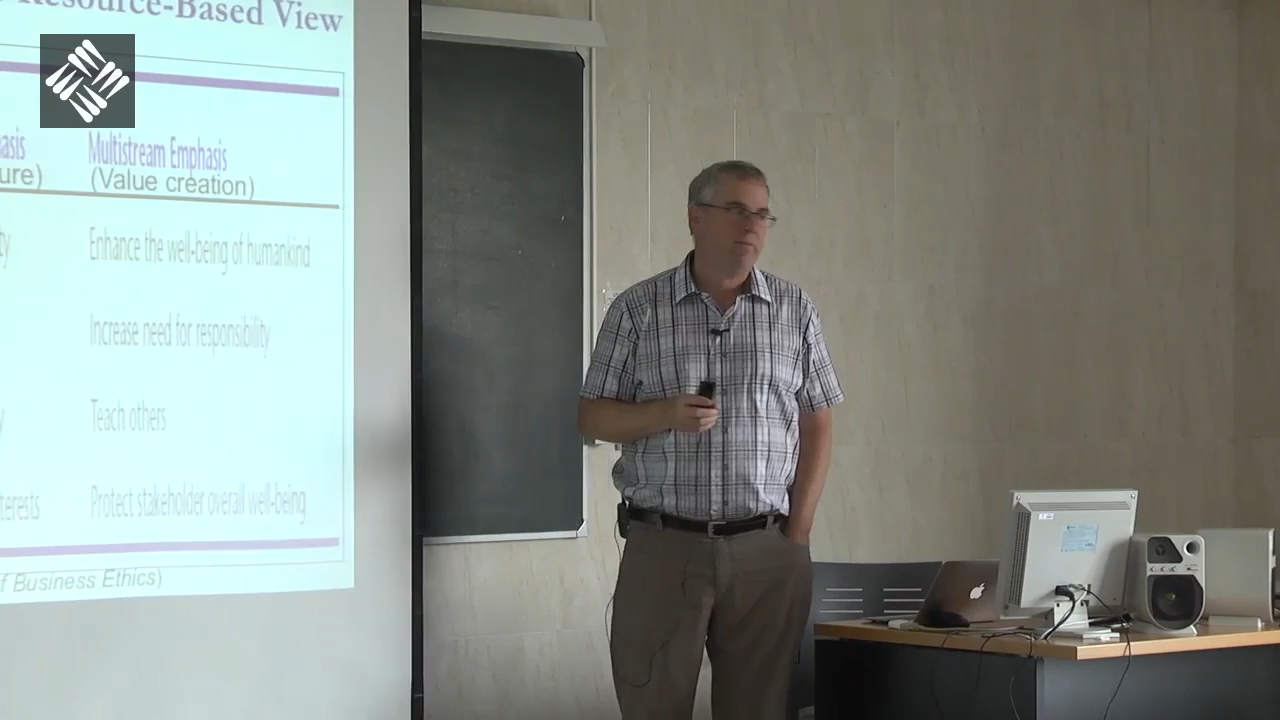 Resource-Based View
Multistream Emphasis
ure) (Value creation)
Enhance the well-being of humankind
Increase need for responsibility
Teach others
terests Protect stakeholder overall well-being
of Business Ethics)